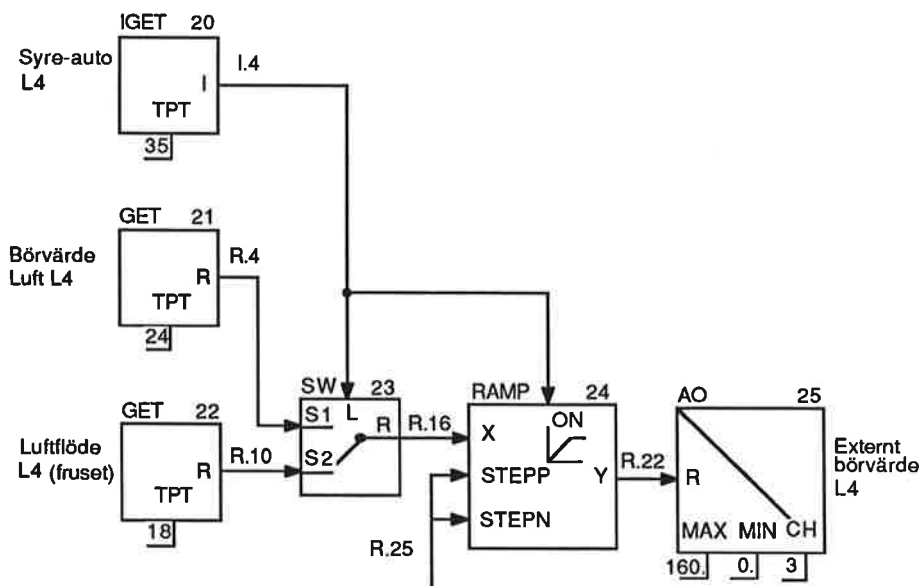 IGET 20
Syre-auto
L4
I.4
I
TPT
35
GET 21
Börvärde
Luft L4
R.4
R
TPT
24
GET 22
Luftflöde
L4 (fruset)
R.10
R
TPT
18
SW 23
L
S1
R
S2
R.16
RAMP 24
ON
X
STEPP
Y
STEPN
R.25
R.22
AO 25
R
MAX MIN CH
160. 0. 3
Externt
börvärde
L4